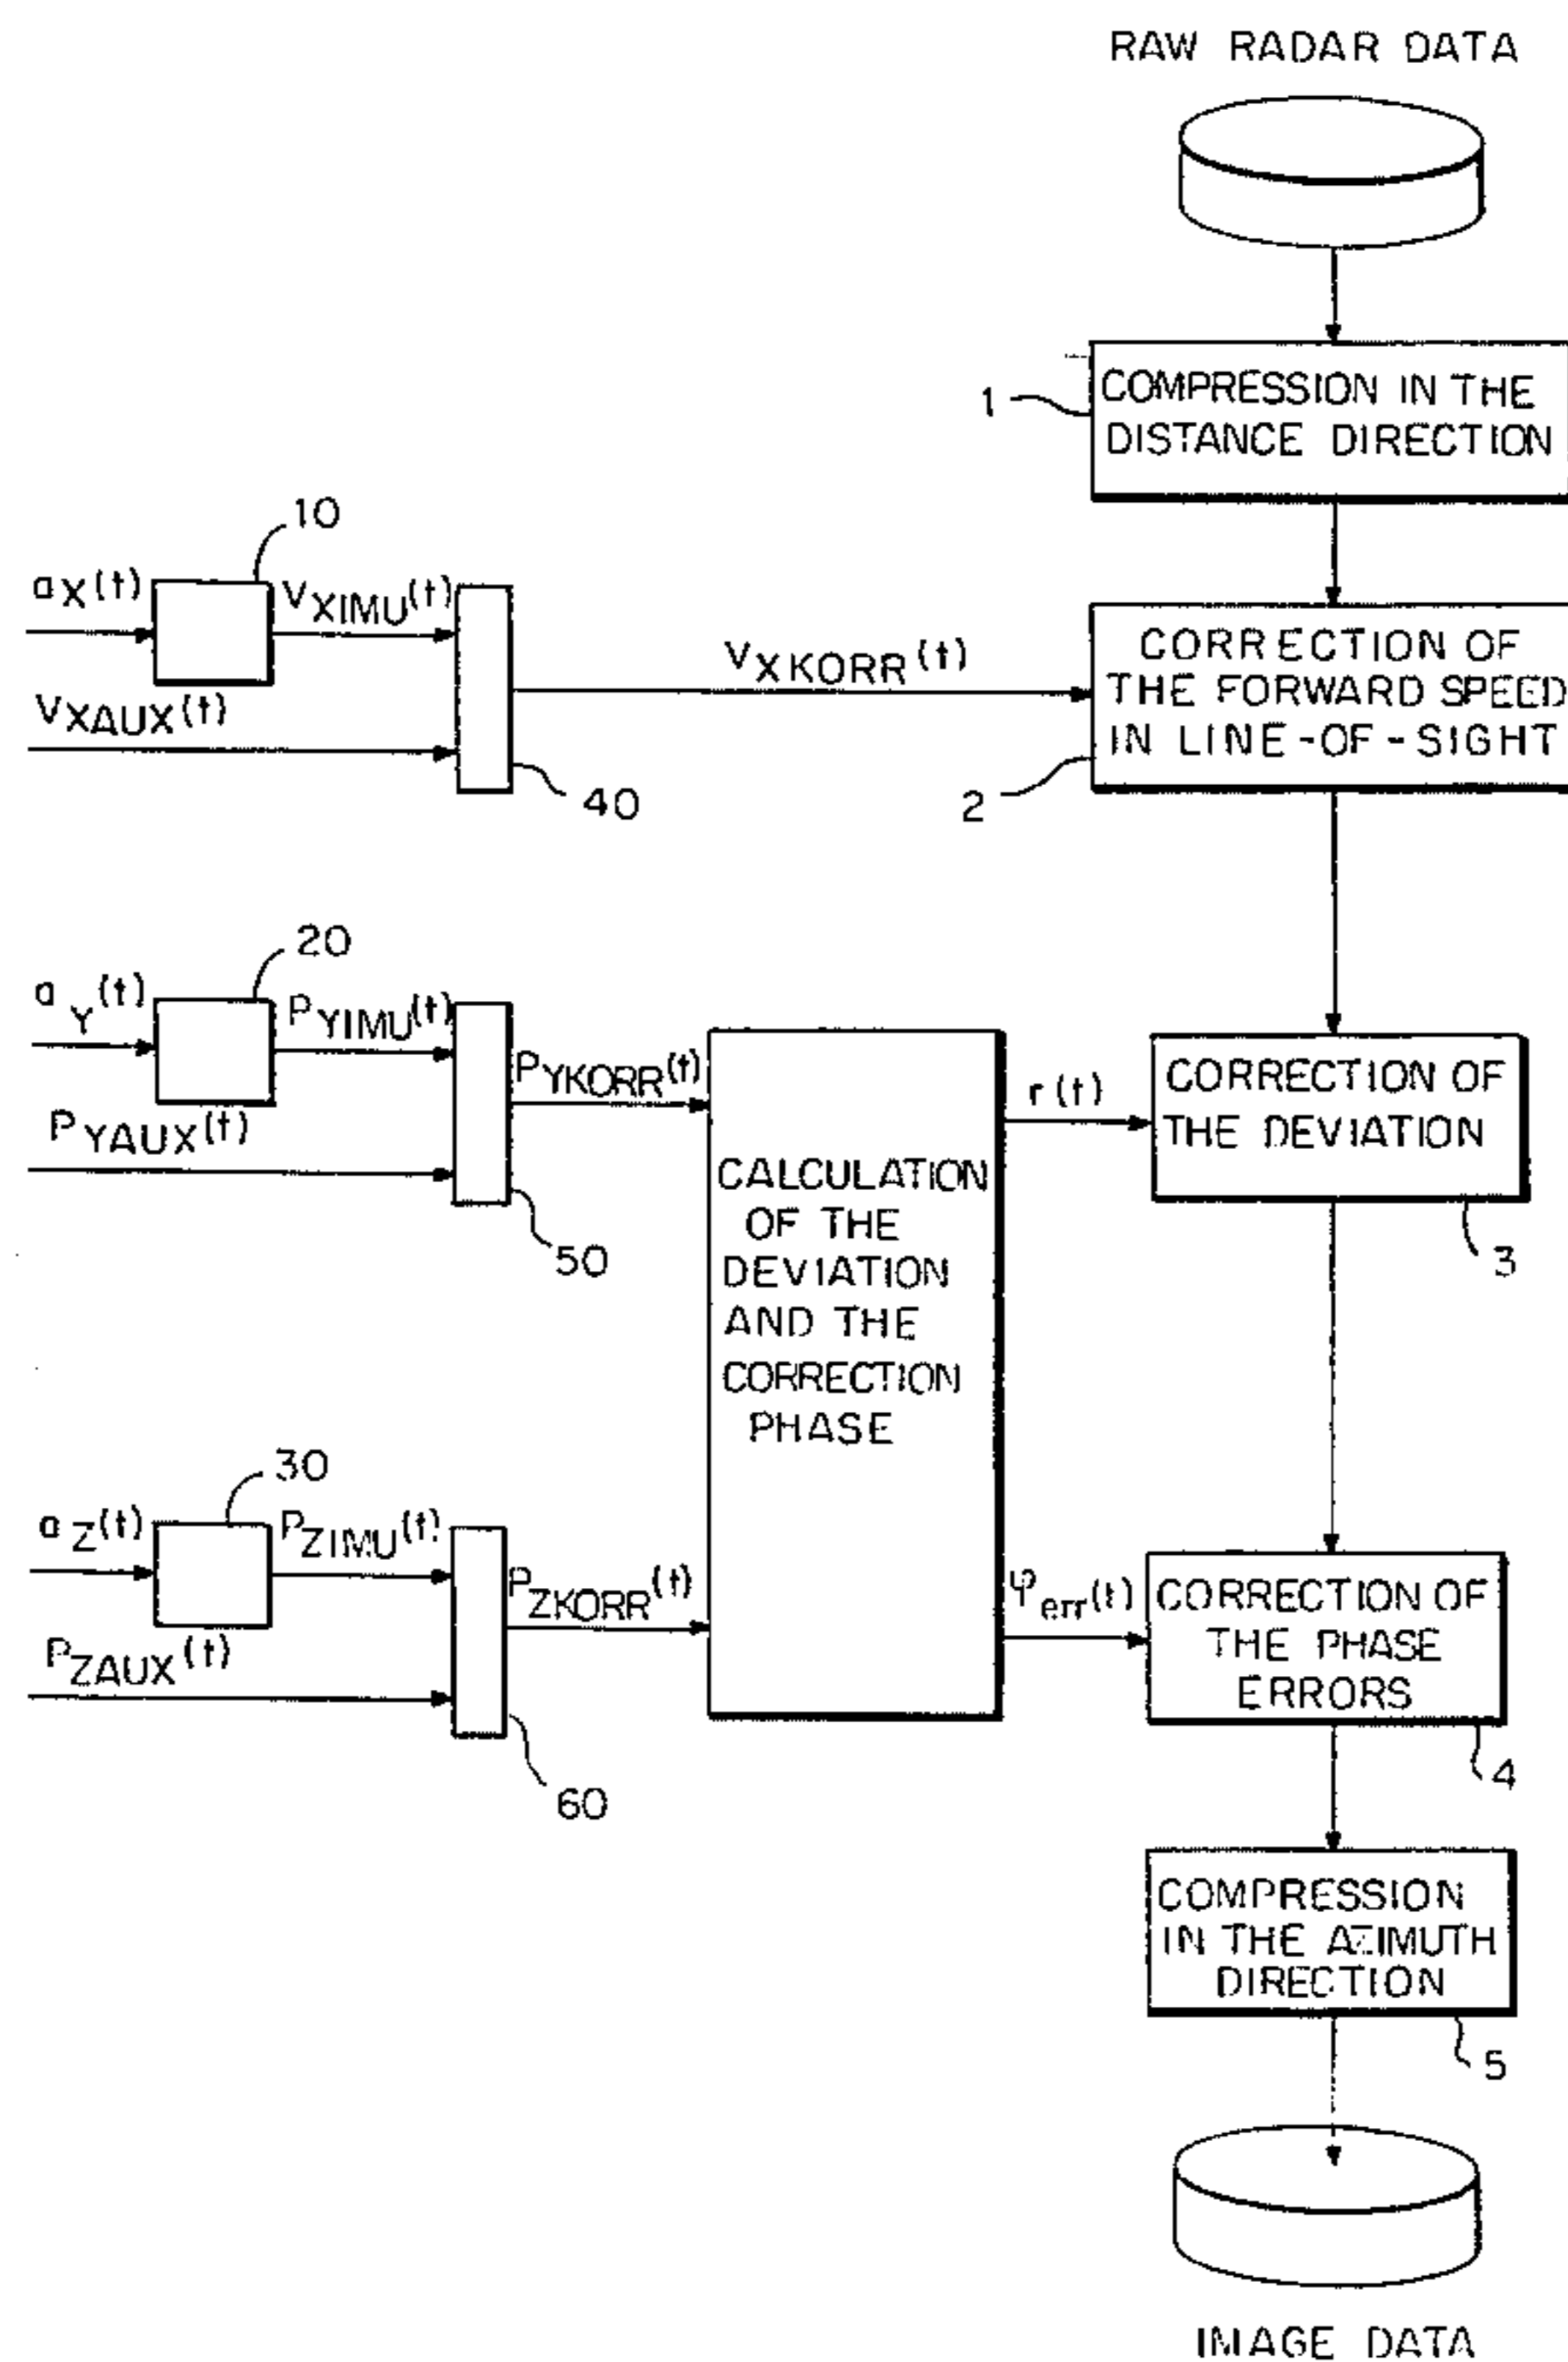 RAW RADAR DATA
COMPRESSION IN THE
DISTANCE DIRECTION
1
10
aX(t)
VXIMU(t)
VXAUX(t)
40
VXKORR(t)
CORRECTION OF
THE FORWARD SPEED
IN LINE-OF-SIGHT
2
20
aY(t)
PYIMU(t)
PYAUX(t)
50
PYKORR(t)
CALCULATION
OF THE
DEVIATION
AND THE
CORRECTION
PHASE
r(t)
CORRECTION OF
THE DEVIATION
3
30
aZ(t)
PZIMU(t)
PZAUX(t)
60
PZKORR(t)
φerr(t)
CORRECTION OF
THE PHASE
ERRORS
4
COMPRESSION
IN THE AZIMUTH
DIRECTION
5
IMAGE DATA